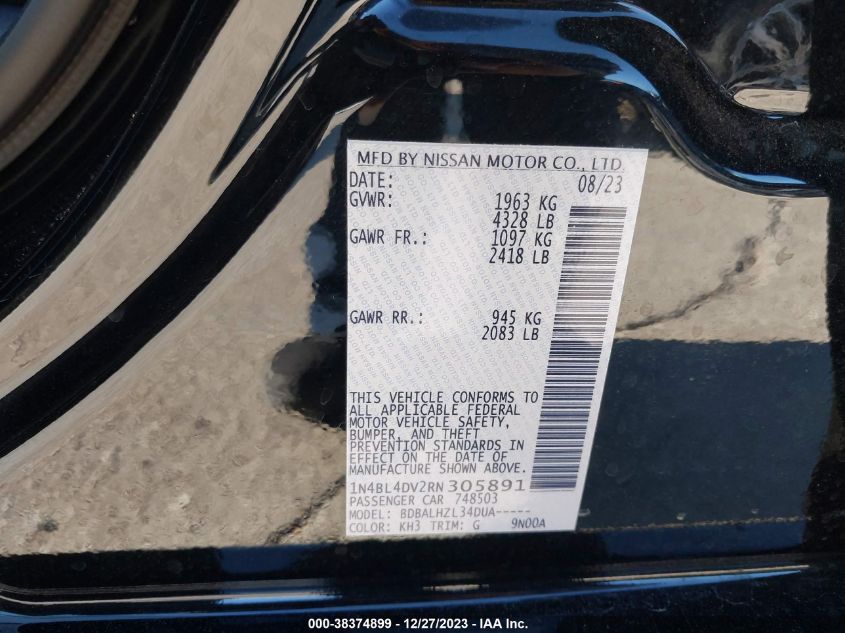 MFD BY NISSAN MOTOR CO., LTD.
DATE: 08/23
GVWR: 1963 KG
4328 LB
GAWR FR.: 1097 KG
2418 LB
GAWR RR.: 945 KG
2083 LB
THIS VEHICLE CONFORMS TO
ALL APPLICABLE FEDERAL
MOTOR VEHICLE SAFETY,
BUMPER, AND THEFT
PREVENTION STANDARDS IN
EFFECT ON THE DATE OF
MANUFACTURE SHOWN ABOVE.
1N4BL4DV2RN305891
PASSENGER CAR 748503
MODEL: BDBALHZL34DUA-----
COLOR: KH3 TRIM: G 9N00A
000-38374899 - 12/27/2023 - IAA Inc.